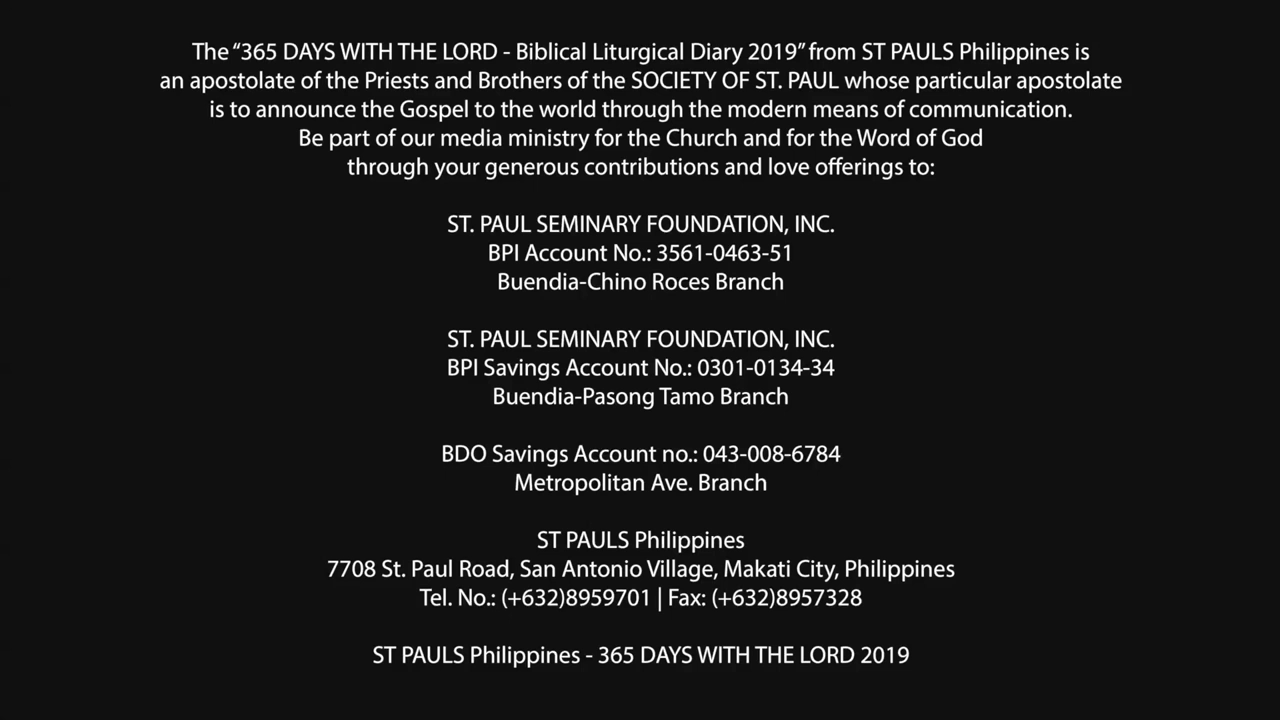 The “365 DAYS WITH THE LORD - Biblical Liturgical Diary 2019” from ST PAULS Philippines is
an apostolate of the Priests and Brothers of the SOCIETY OF ST. PAUL whose particular apostolate
is to announce the Gospel to the world through the modern means of communication.
Be part of our media ministry for the Church and for the Word of God
through your generous contributions and love offerings to:
ST. PAUL SEMINARY FOUNDATION, INC.
BPI Account No.: 3561-0463-51
Buendia-Chino Roces Branch
ST. PAUL SEMINARY FOUNDATION, INC.
BPI Savings Account No.: 0301-0134-34
Buendia-Pasong Tamo Branch
BDO Savings Account no.: 043-008-6784
Metropolitan Ave. Branch
ST PAULS Philippines
7708 St. Paul Road, San Antonio Village, Makati City, Philippines
Tel. No.: (+632)8959701 | Fax: (+632)8957328
ST PAULS Philippines - 365 DAYS WITH THE LORD 2019